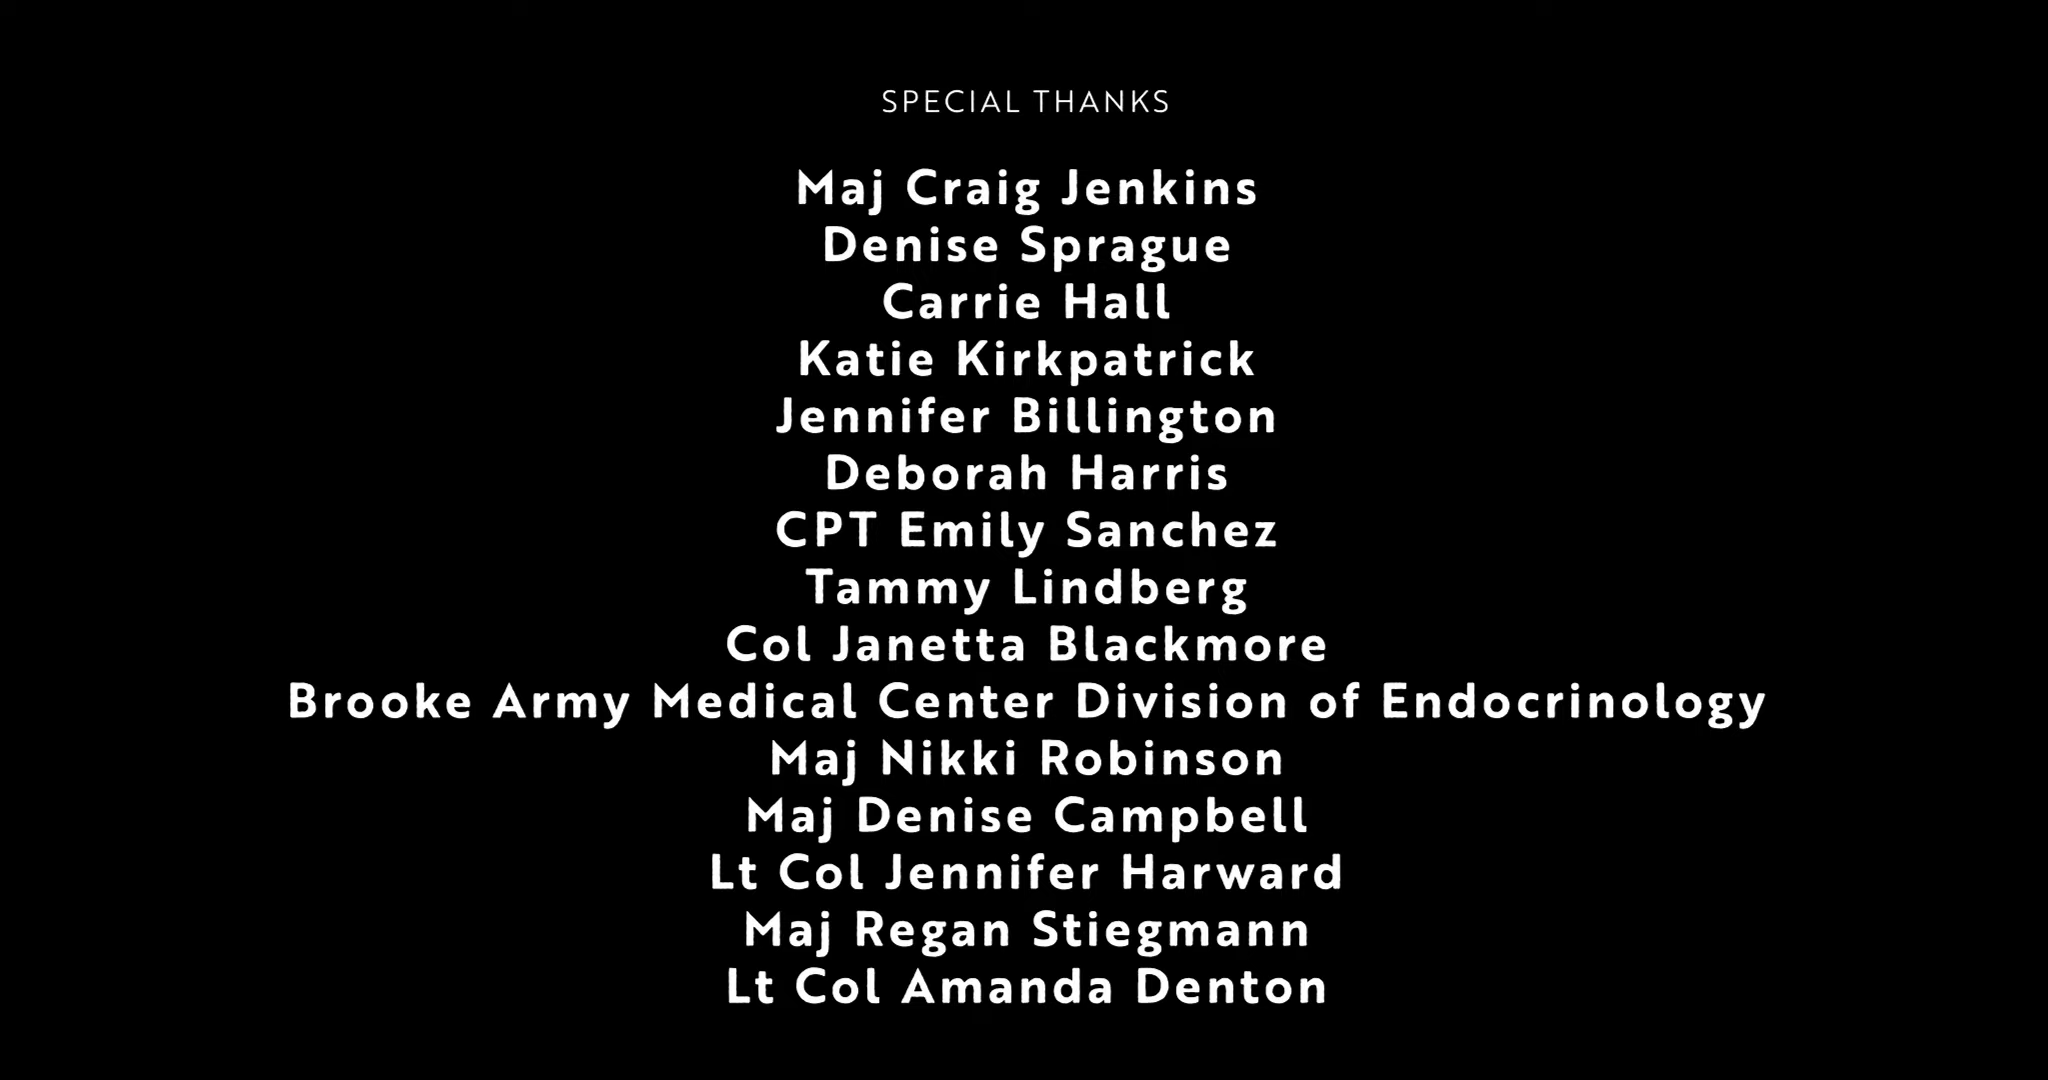 SPECIAL THANKS
Maj Craig Jenkins
Denise Sprague
Carrie Hall
Katie Kirkpatrick
Jennifer Billington
Deborah Harris
CPT Emily Sanchez
Tammy Lindberg
Col Janetta Blackmore
Brooke Army Medical Center Division of Endocrinology
Maj Nikki Robinson
Maj Denise Campbell
Lt Col Jennifer Harward
Maj Regan Stiegmann
Lt Col Amanda Denton